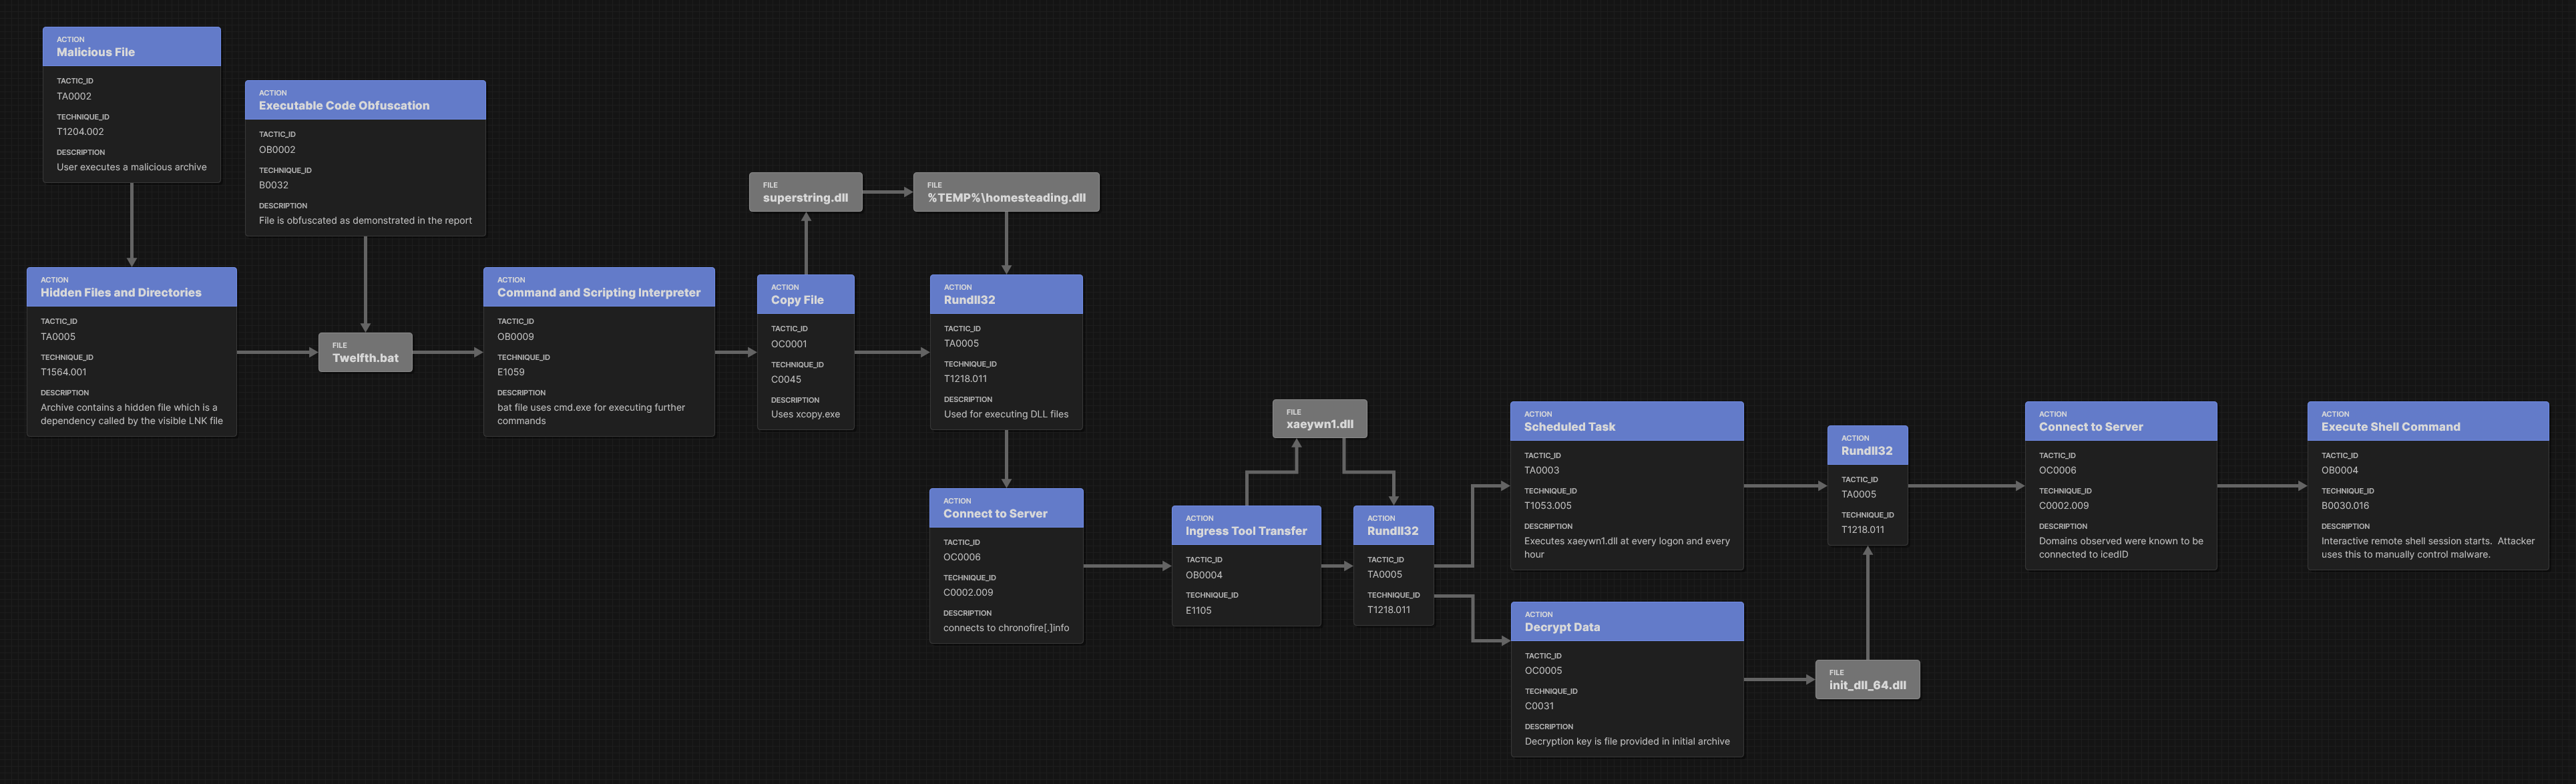 ACTION
Malicious File
TACTIC_ID
TA0002
TECHNIQUE_ID
T1204.002
DESCRIPTION
User executes a malicious archive
ACTION
Executable Code Obfuscation
TACTIC_ID
OB0002
TECHNIQUE_ID
B0032
DESCRIPTION
File is obfuscated as demonstrated in the report
ACTION
Hidden Files and Directories
TACTIC_ID
TA0005
TECHNIQUE_ID
T1564.001
DESCRIPTION
Archive contains a hidden file which is a
dependency called by the visible LNK file
FILE
Twelfth.bat
ACTION
Command and Scripting Interpreter
TACTIC_ID
OB0009
TECHNIQUE_ID
E1059
DESCRIPTION
bat file uses cmd.exe for executing further
commands
ACTION
Copy File
TACTIC_ID
OC0001
TECHNIQUE_ID
C0045
DESCRIPTION
Uses xcopy.exe
FILE
superstring.dll
FILE
%TEMP%\homesteading.dll
ACTION
Rundll32
TACTIC_ID
TA0005
TECHNIQUE_ID
T1218.011
DESCRIPTION
Used for executing DLL files
ACTION
Connect to Server
TACTIC_ID
OC0006
TECHNIQUE_ID
C0002.009
DESCRIPTION
connects to chronofire[.]info
ACTION
Ingress Tool Transfer
TACTIC_ID
OB0004
TECHNIQUE_ID
E1105
FILE
xaeywn1.dll
ACTION
Rundll32
TACTIC_ID
TA0005
TECHNIQUE_ID
T1218.011
ACTION
Scheduled Task
TACTIC_ID
TA0003
TECHNIQUE_ID
T1053.005
DESCRIPTION
Executes xaeywn1.dll at every logon and every
hour
ACTION
Decrypt Data
TACTIC_ID
OC0005
TECHNIQUE_ID
C0031
DESCRIPTION
Decryption key is file provided in initial archive
FILE
init_dll_64.dll
ACTION
Rundll32
TACTIC_ID
TA0005
TECHNIQUE_ID
T1218.011
ACTION
Connect to Server
TACTIC_ID
OC0006
TECHNIQUE_ID
C0002.009
DESCRIPTION
Domains observed were known to be
connected to icedID
ACTION
Execute Shell Command
TACTIC_ID
OB0004
TECHNIQUE_ID
B0030.016
DESCRIPTION
Interactive remote shell session starts. Attacker
uses this to manually control malware.